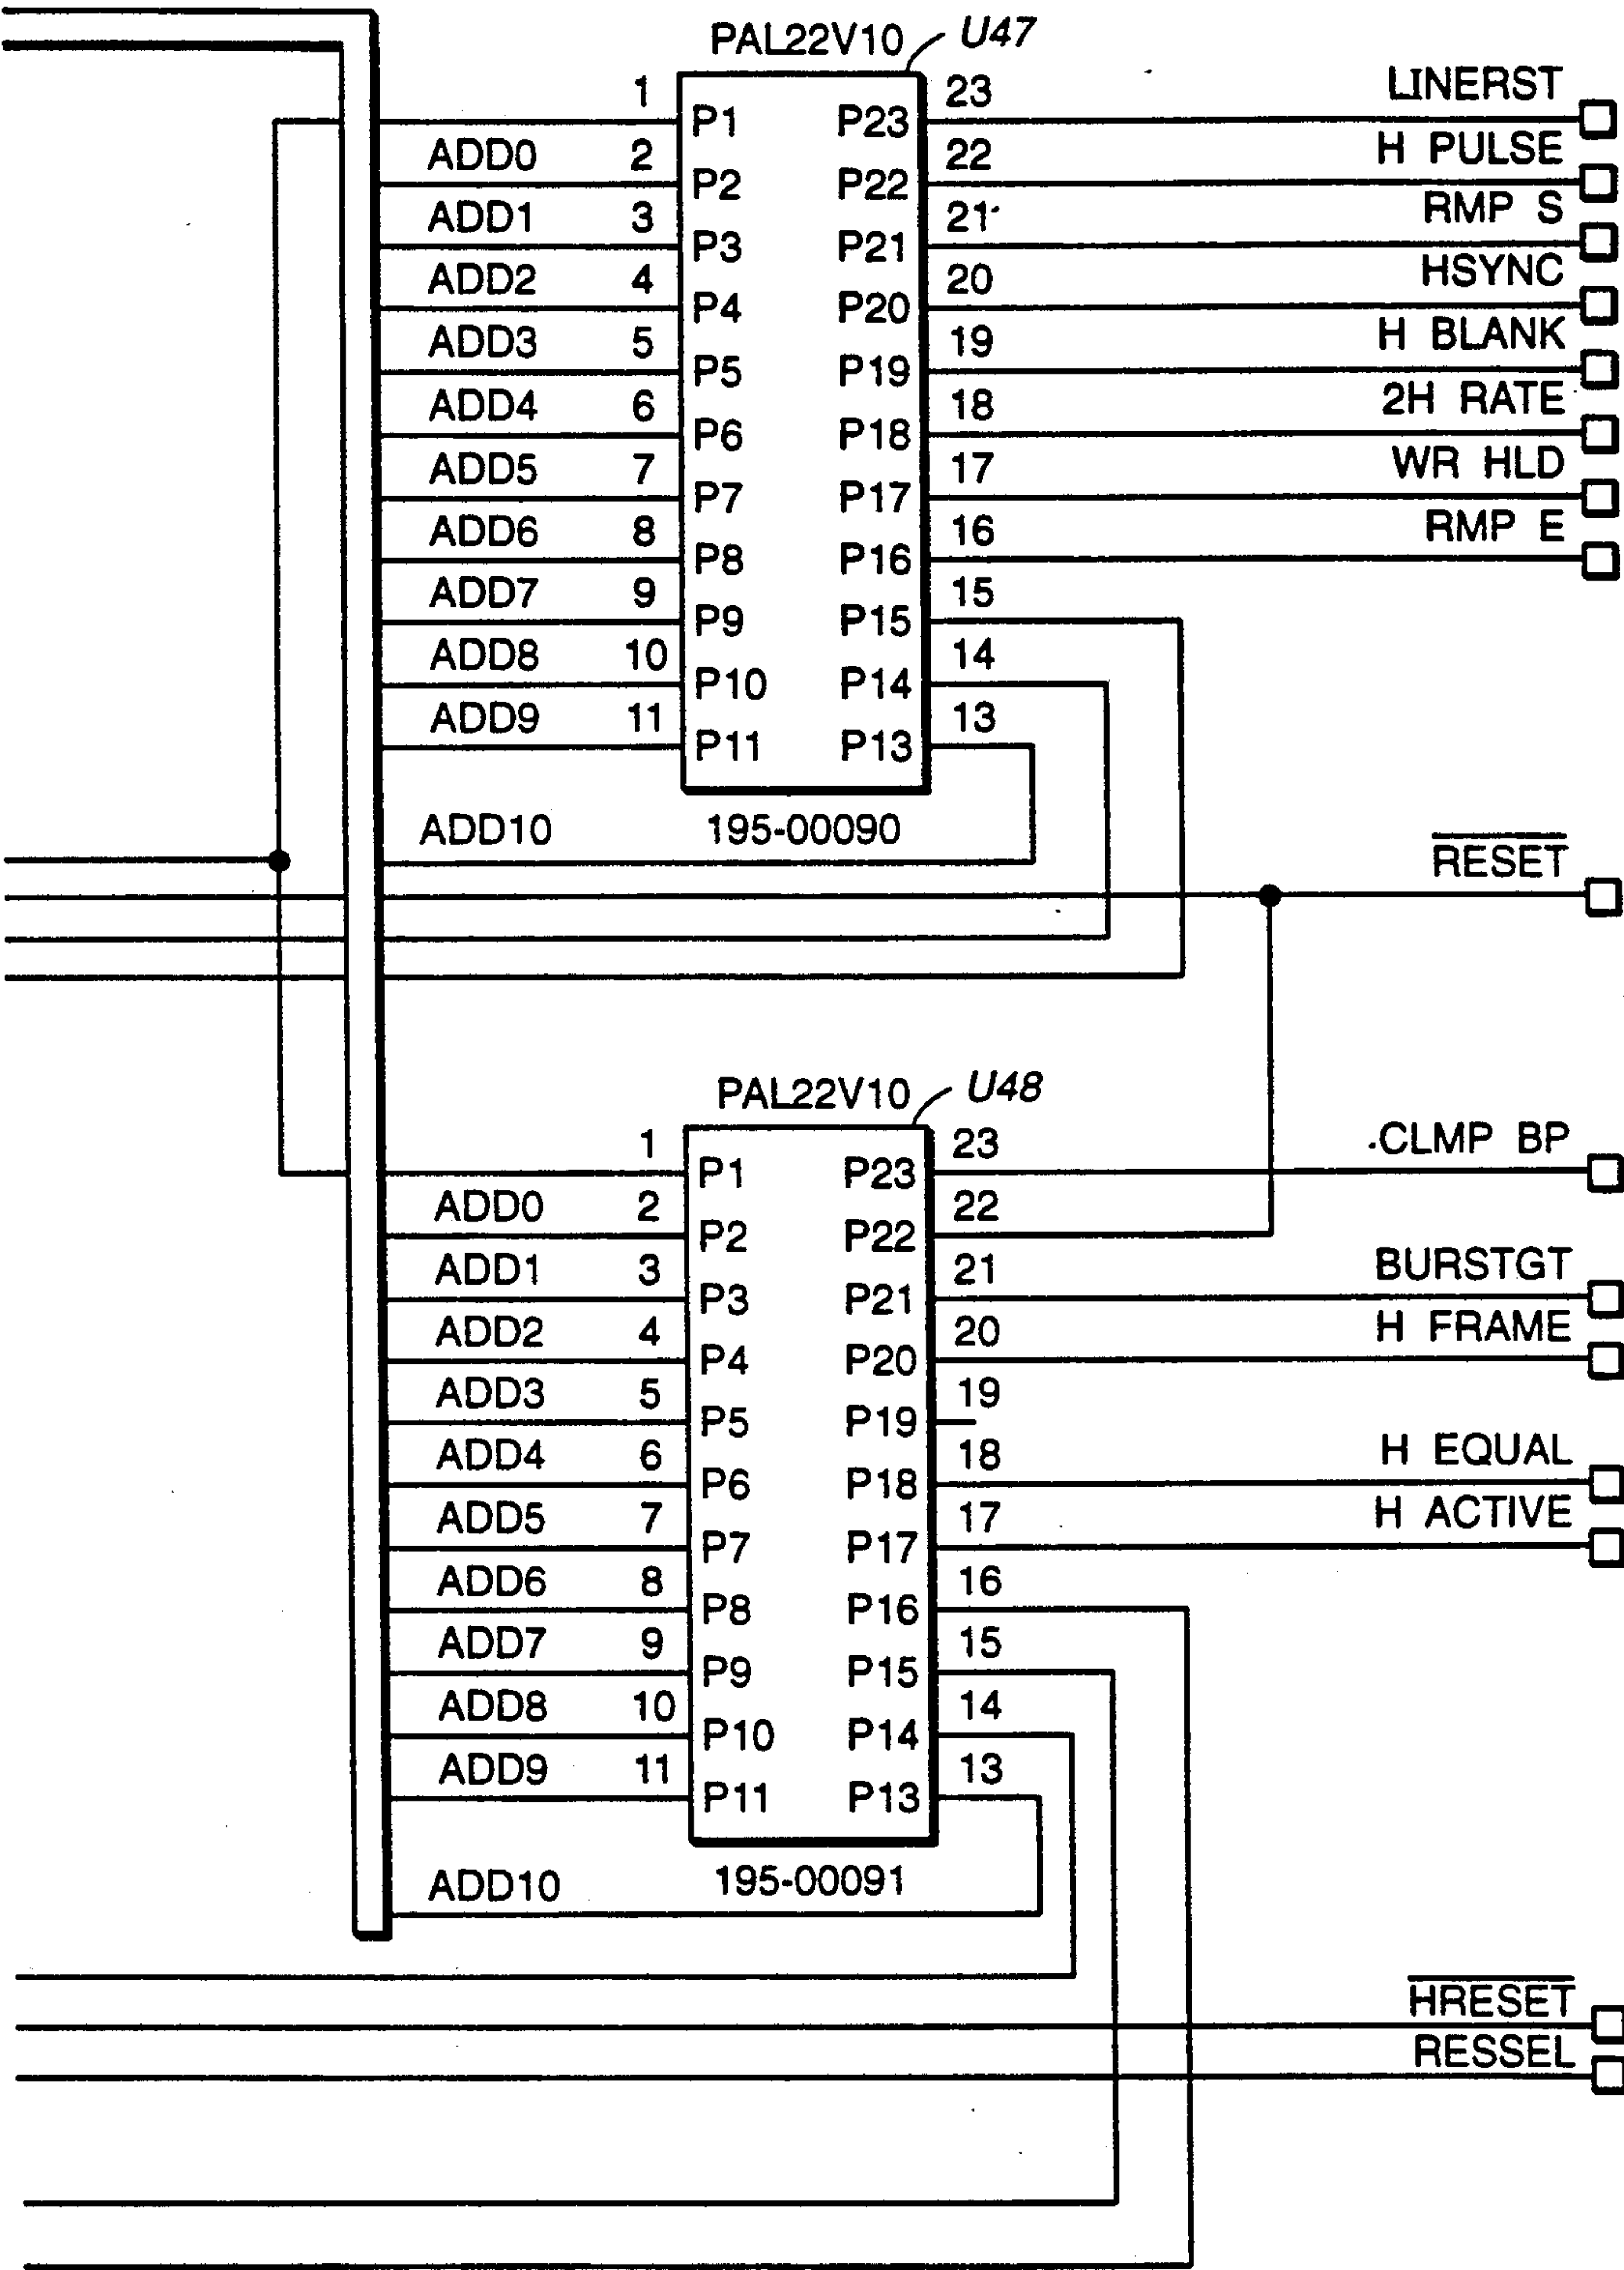 PAL22V10 U47
1 P1 P23 23 LINERST
ADD0 2 P2 P22 22 H PULSE
ADD1 3 P3 P21 21 RMP S
ADD2 4 P4 P20 20 HSYNC
ADD3 5 P5 P19 19 H BLANK
ADD4 6 P6 P18 18 2H RATE
ADD5 7 P7 P17 17 WR HLD
ADD6 8 P8 P16 16 RMP E
ADD7 9 P9 P15 15
ADD8 10 P10 P14 14
ADD9 11 P11 P13 13
ADD10 195-00090
RESET
PAL22V10 U48
1 P1 P23 23 CLMP BP
ADD0 2 P2 P22 22
ADD1 3 P3 P21 21 BURSTGT
ADD2 4 P4 P20 20 H FRAME
ADD3 5 P5 P19 19
ADD4 6 P6 P18 18 H EQUAL
ADD5 7 P7 P17 17 H ACTIVE
ADD6 8 P8 P16 16
ADD7 9 P9 P15 15
ADD8 10 P10 P14 14
ADD9 11 P11 P13 13
ADD10 195-00091
HRESET
RESSEL